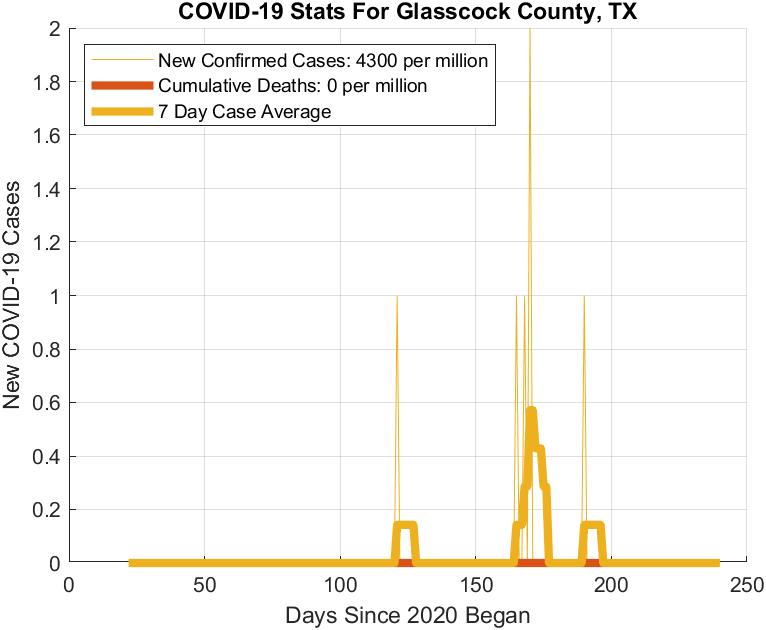 COVID-19 Stats For Glasscock County, TX
New Confirmed Cases: 4300 per million
Cumulative Deaths: 0 per million
7 Day Case Average
New COVID-19 Cases
2
1.8
1.6
1.4
1.2
1
0.8
0.6
0.4
0.2
0
0 50 100 150 200 250
Days Since 2020 Began